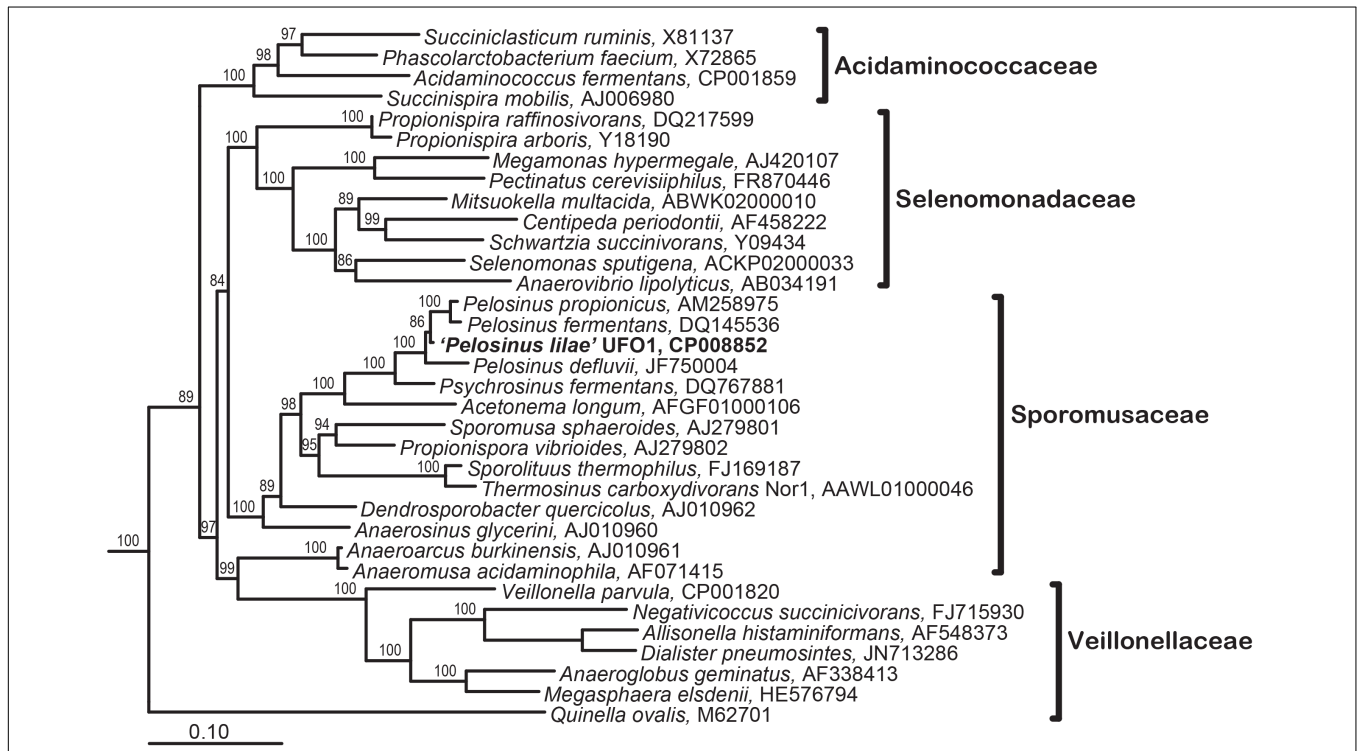 Succiniclasticum ruminis, X81137
Phascolarctobacterium faecium, X72865
Acidaminococcus fermentans, CP001859
Succinispira mobilis, AJ006980
Acidaminococcaceae
Propionispira raffinosivorans, DQ217599
Propionispira arboris, Y18190
Megamonas hypermegale, AJ420107
Pectinatus cerevisiiphilus, FR870446
Mitsuokella multacida, ABWK02000010
Centipeda periodontii, AF458222
Schwartzia succinivorans, Y09434
Selenomonas sputigena, ACKP02000033
Anaerovibrio lipolyticus, AB034191
Selenomonadaceae
Pelosinus propionicus, AM258975
Pelosinus fermentans, DQ145536
‘Pelosinus lilae’ UFO1, CP008852
Pelosinus defluvii, JF750004
Psychrosinus fermentans, DQ767881
Acetonema longum, AFGF01000106
Sporomusa sphaeroides, AJ279801
Propionispora vibrioides, AJ279802
Sporolituus thermophilus, FJ169187
Thermosinus carboxydivorans Nor1, AAWL01000046
Dendrosporobacter quercicolus, AJ010962
Anaerosinus glycerini, AJ010960
Anaeroarcus burkinensis, AJ010961
Anaeromusa acidaminophila, AF071415
Sporomusaceae
Veillonella parvula, CP001820
Negativicoccus succinicivorans, FJ715930
Allisonella histaminiformans, AF548373
Dialister pneumosintes, JN713286
Anaeroglobus geminatus, AF338413
Megasphaera elsdenii, HE576794
Quinella ovalis, M62701
Veillonellaceae
97
98
100
100
100
100
100
89
99
100
86
84
100
86
100
100
100
98
94
95
100
89
100
89
97
100
100
99
100
100
100
100
0.10